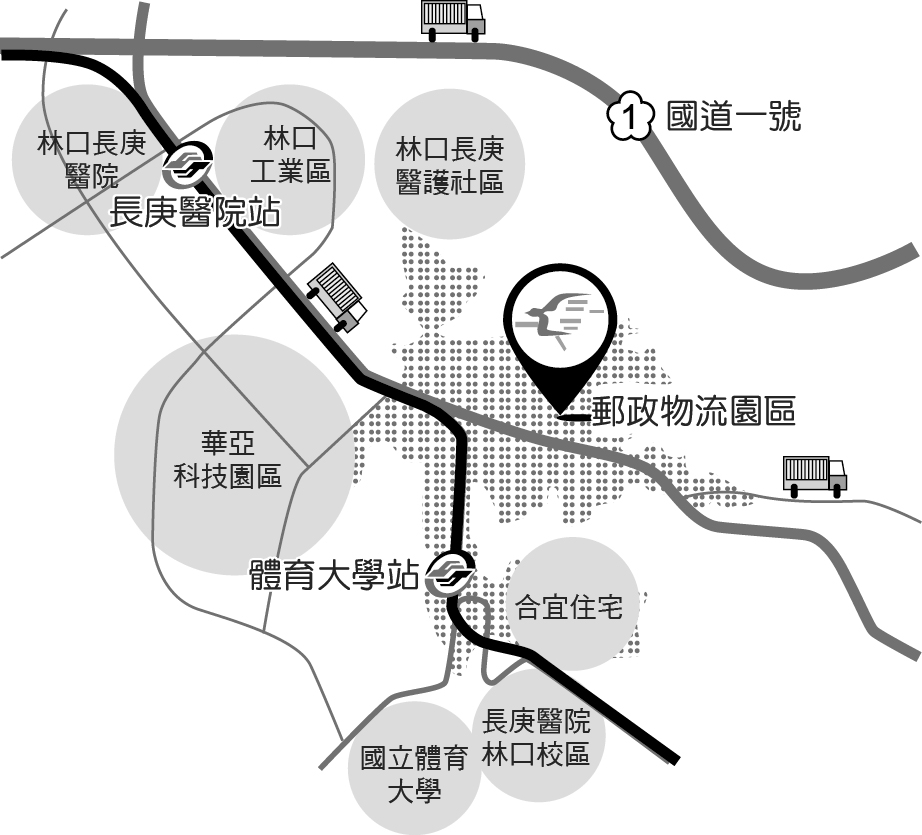 1
國道一號
林口長庚
醫院
林口
工業區
林口長庚
醫護社區
長庚醫院站
郵政物流園區
華亞
科技園區
體育大學站
合宜住宅
長庚醫院
林口校區
國立體育
大學